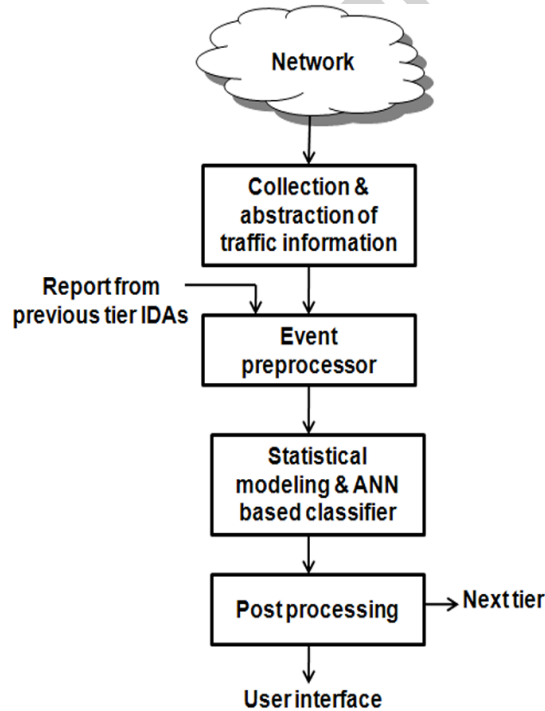 Network
Collection &
abstraction of
traffic information
Report from
previous tier IDAs
Event
preprocessor
Statistical
modeling & ANN
based classifier
Post processing
Next tier
User interface